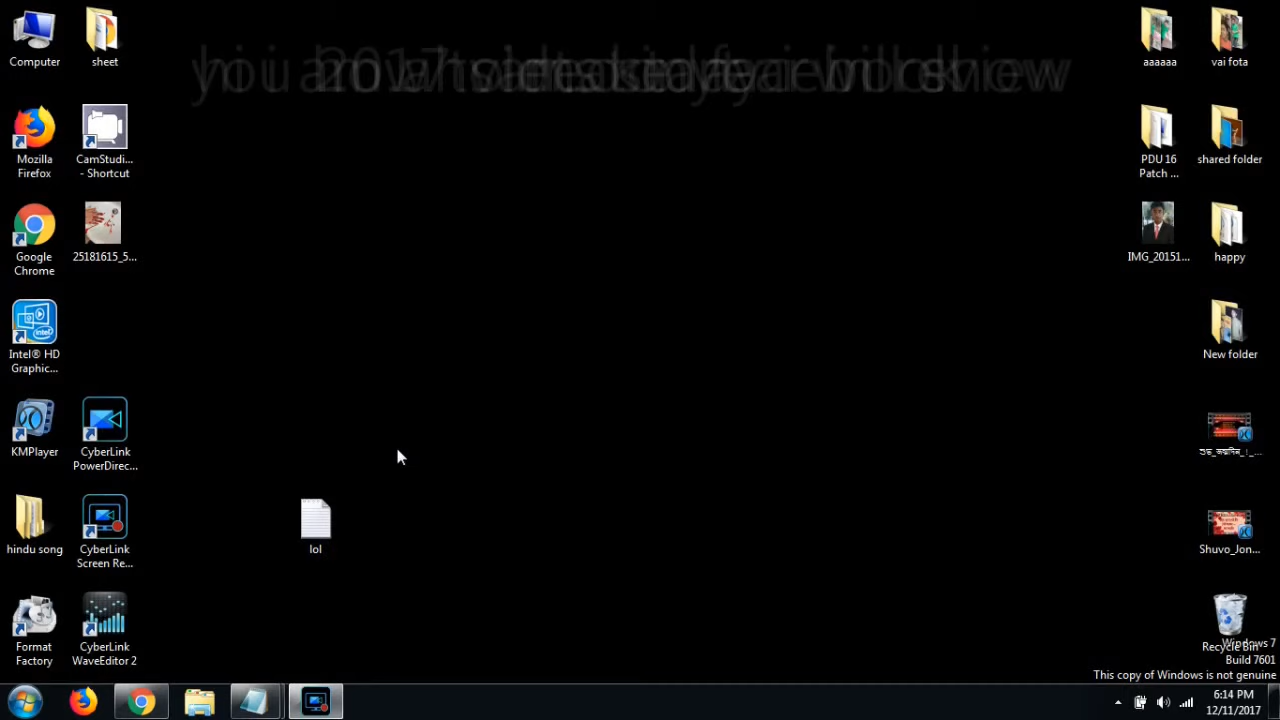 Computer
sheet
Mozilla
Firefox
CamStudi...
- Shortcut
Google
Chrome
25181615_5...
Intel® HD
Graphic...
KMPlayer
CyberLink
PowerDirec...
hindu song
CyberLink
Screen Re...
Format
Factory
CyberLink
WaveEditor 2
lol
aaaaaa
vai fota
PDU 16
Patch ...
shared folder
IMG_20151...
happy
New folder
শুভ_জন্মদিন_।_...
Shuvo_Jon...
Recycle Bin
Windows 7
Build 7601
This copy of Windows is not genuine
6:14 PM
12/11/2017